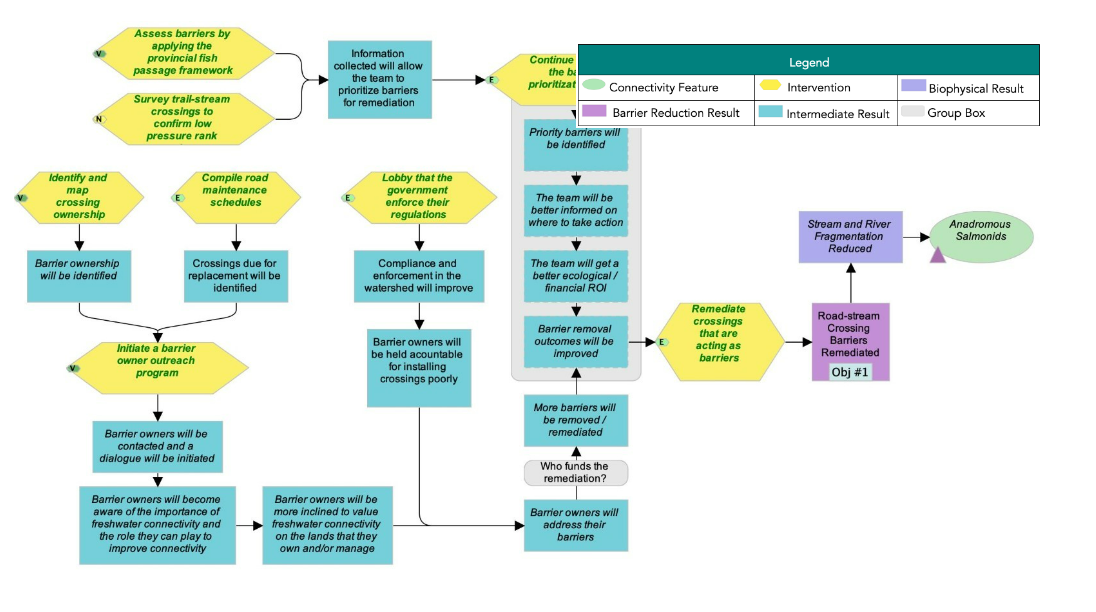 Assess barriers by
applying the
provincial fish
passage framework
V
Survey trail-stream
crossings to
confirm low
pressure rank
N
Information
collected will allow
the team to
prioritize barriers
for remediation
Continue
the ba
prioritizat
E
Legend
Connectivity Feature
Intervention
Biophysical Result
Barrier Reduction Result
Intermediate Result
Group Box
Priority barriers will
be identified
The team will be
better informed on
where to take action
The team will get a
better ecological /
financial ROI
Barrier removal
outcomes will be
improved
Identify and
map
crossing
ownership
V
Compile road
maintenance
schedules
E
Lobby that the
government
enforce their
regulations
E
Barrier ownership
will be identified
Crossings due for
replacement will be
identified
Compliance and
enforcement in the
watershed will improve
Barrier owners will
be held acountable
for installing
crossings poorly
Initiate a barrier
owner outreach
program
V
Barrier owners will be
contacted and a
dialogue will be initiated
Barrier owners will become
aware of the importance of
freshwater connectivity and
the role they can play to
improve connectivity
Barrier owners will be
more inclined to value
freshwater connectivity
on the lands that they
own and/or manage
Barrier owners will
address their
barriers
Who funds the
remediation?
More barriers will
be removed /
remediated
Remediate
crossings
that are
acting as
barriers
E
Road-stream
Crossing
Barriers
Remediated
Obj #1
Stream and River
Fragmentation
Reduced
Anadromous
Salmonids